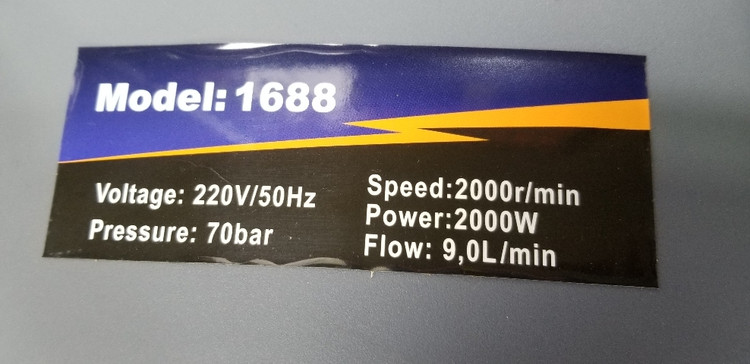 Model: 1688
Voltage: 220V/50Hz
Pressure: 70bar
Speed:2000r/min
Power:2000W
Flow: 9,0L/min